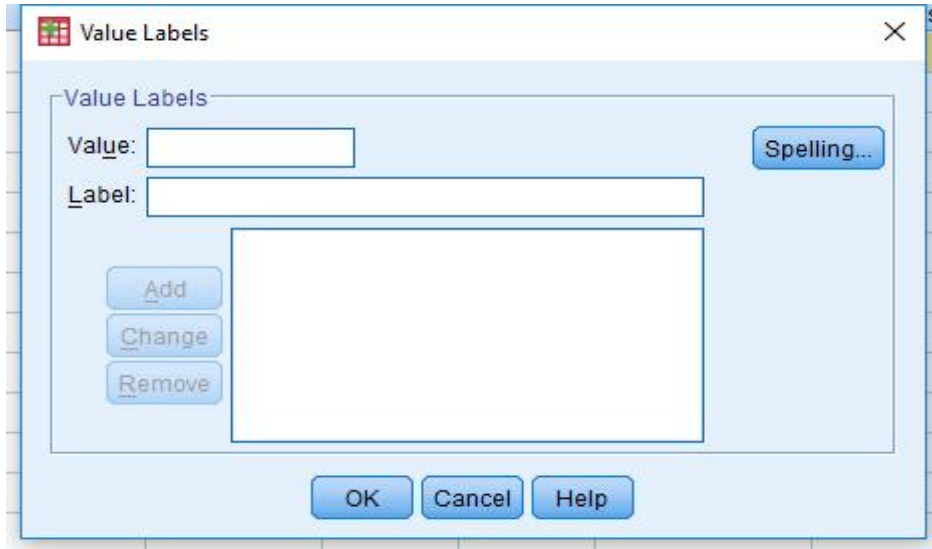 Value Labels
Value Labels
Value:
Spelling...
Label:
Add
Change
Remove
OK Cancel Help